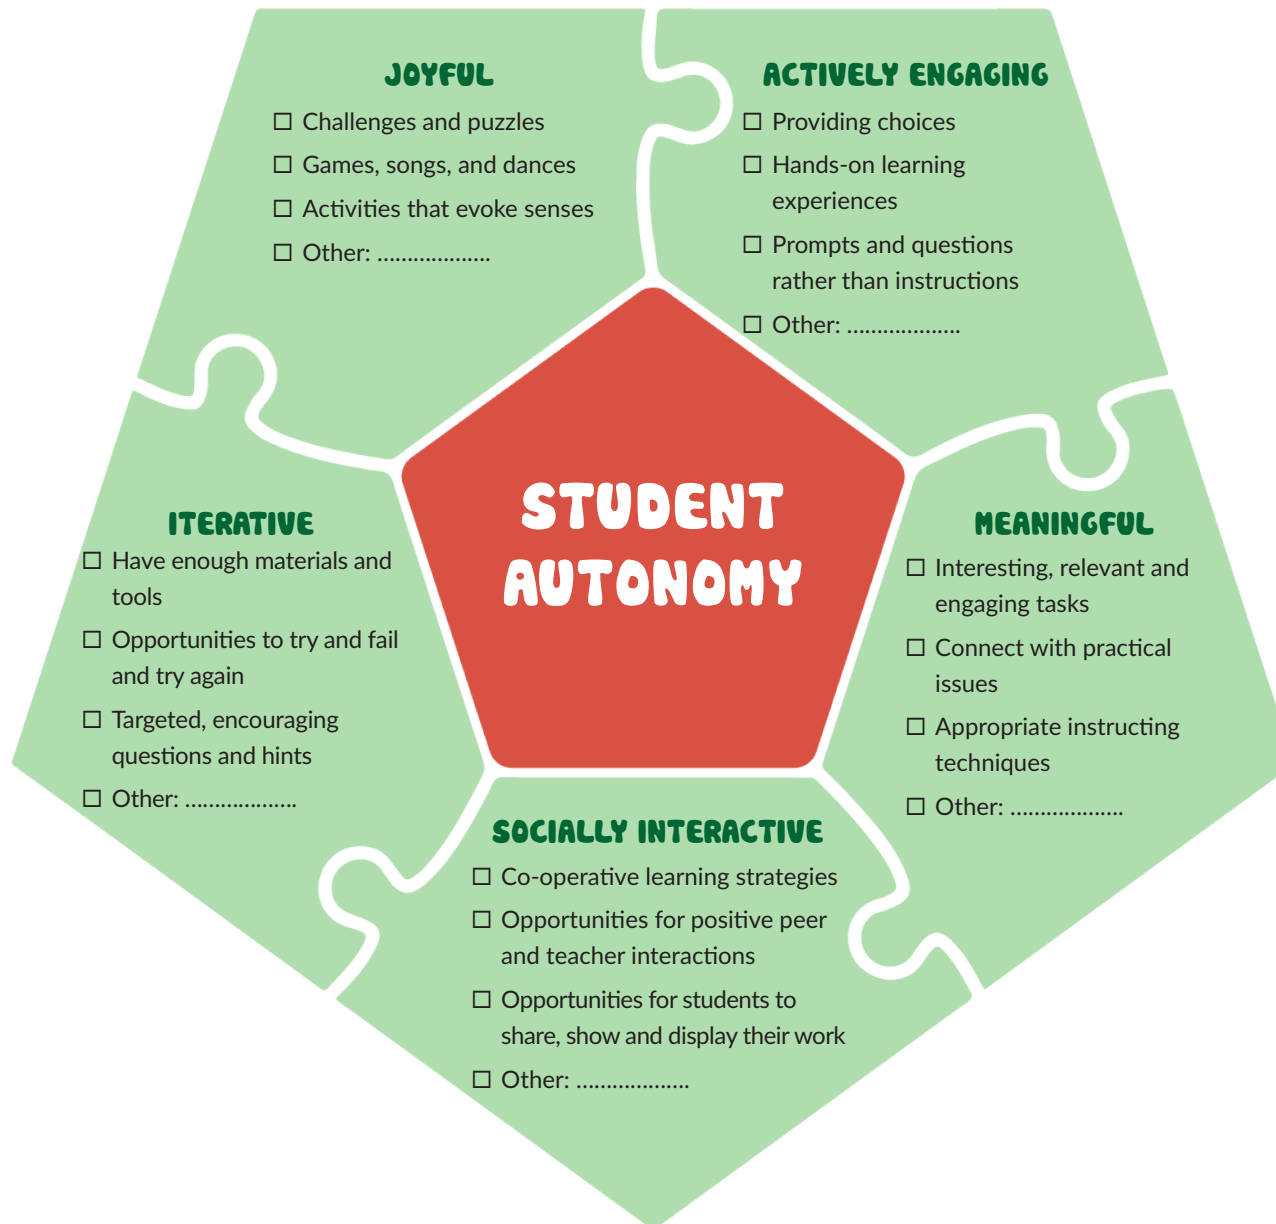 JOYFUL
☐ Challenges and puzzles
☐ Games, songs, and dances
☐ Activities that evoke senses
☐ Other: ...................
ACTIVELY ENGAGING
☐ Providing choices
☐ Hands-on learning
experiences
☐ Prompts and questions
rather than instructions
☐ Other: ...................
STUDENT
AUTONOMY
ITERATIVE
☐ Have enough materials and
tools
☐ Opportunities to try and fail
and try again
☐ Targeted, encouraging
questions and hints
☐ Other: ...................
MEANINGFUL
☐ Interesting, relevant and
engaging tasks
☐ Connect with practical
issues
☐ Appropriate instructing
techniques
☐ Other: ...................
SOCIALLY INTERACTIVE
☐ Co-operative learning strategies
☐ Opportunities for positive peer
and teacher interactions
☐ Opportunities for students to
share, show and display their work
☐ Other: ...................